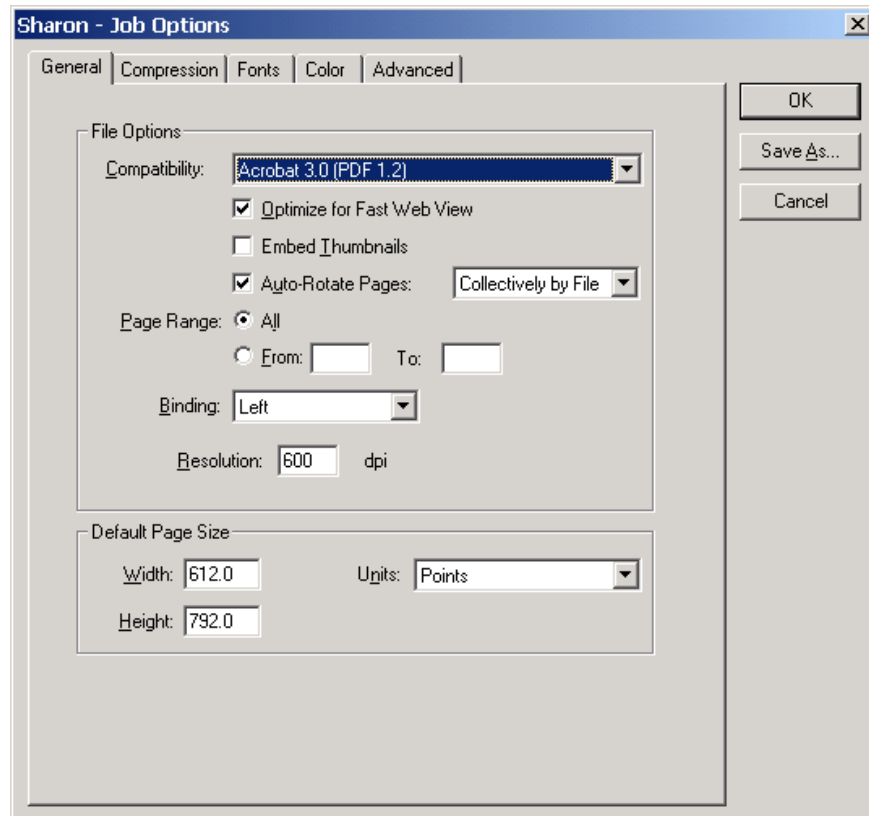 Sharon - Job Options
General Compression Fonts Color Advanced
OK
Save As...
Cancel
File Options
Compatibility: Acrobat 3.0 (PDF 1.2)
Optimize for Fast Web View
Embed Thumbnails
Auto-Rotate Pages: Collectively by File
Page Range: All
From: To:
Binding: Left
Resolution: 600 dpi
Default Page Size
Width: 612.0 Units: Points
Height: 792.0